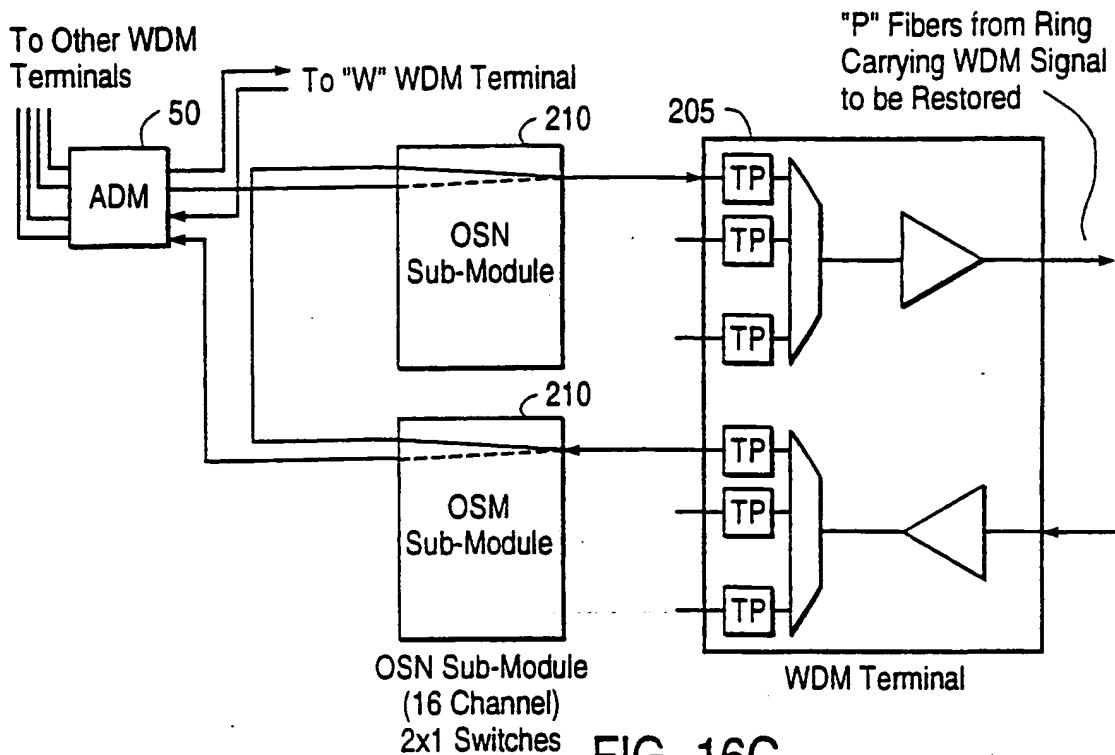 To Other WDM
Terminals
50
To "W" WDM Terminal
ADM
210
OSN
Sub-Module
205
"P" Fibers from Ring
Carrying WDM Signal
to be Restored
TP
TP
TP
210
OSM
Sub-Module
TP
TP
TP
OSN Sub-Module
(16 Channel)
2x1 Switches
WDM Terminal
FIG. 16C